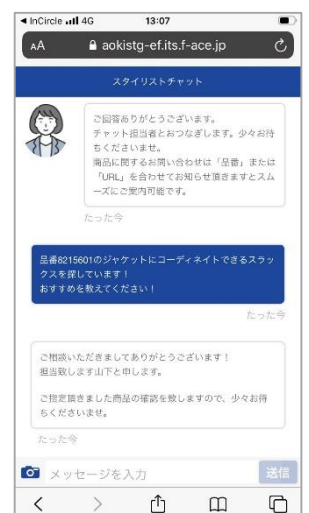 ◀ InCircle 4G 13:07
AA aokistg-ef.its.f-ace.jp
スタイリストチャット
ご回答ありがとうございます。
チャット担当者とおつなぎします。少々お待
ちくださいませ。
商品に関するお問い合わせは「品番」または
「URL」を合わせてお知らせ頂きますとスム
ーズにご案内可能です。
たった今
品番8215601のジャケットにコーディネイトできるスラッ
クスを探しています！
おすすめを教えてください！
たった今
ご相談いただきましてありがとうございます！
担当致します山下と申します。
ご指定頂きました商品の確認を致しますので、少々お待
ちくださいませ。
たった今
メッセージを入力 送信